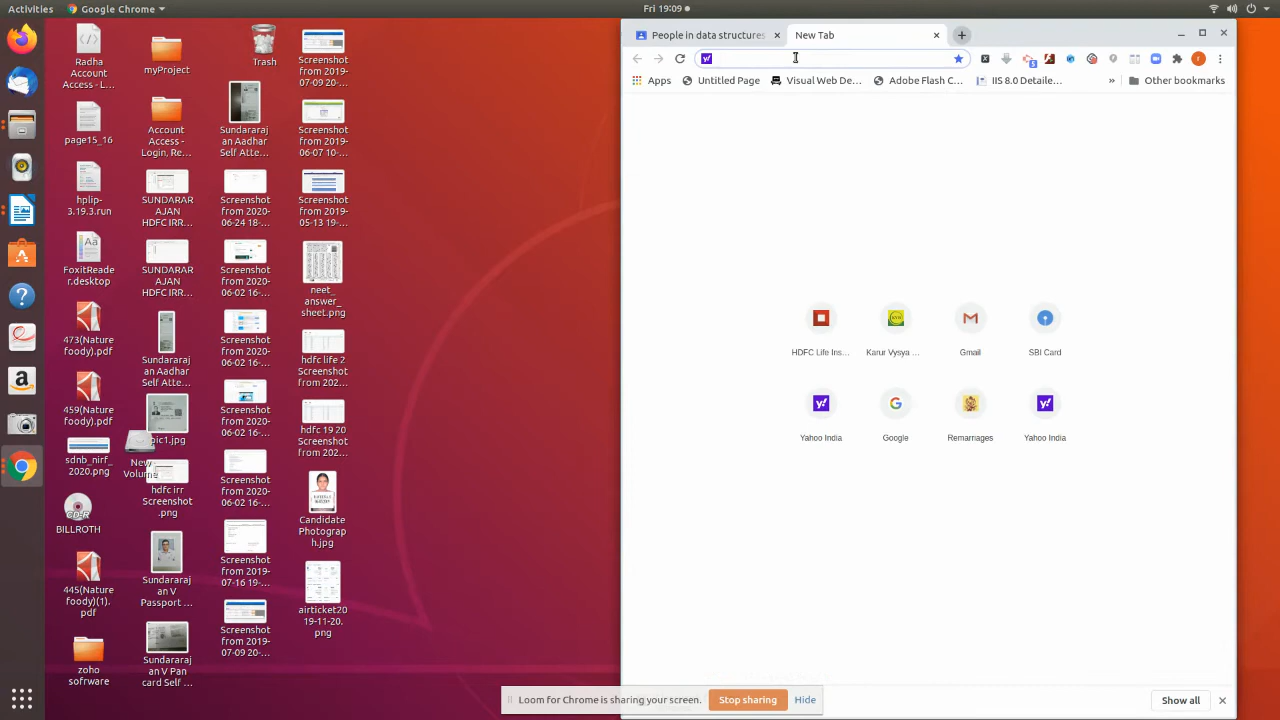 Activities
Google Chrome
Fri 19:09
Radha
Account
Access - L...
page15_16
hplip-
3.19.3.run
FoxitReade
r.desktop
473(Nature
foody).pdf
459(Nature
foody).pdf
sdnb_nirf_
2020.png
BILLROTH
445(Nature
foody)(1).
pdf
zoho
sofrware
myProject
Account
Access -
Login, Re...
SUNDARAR
AJAN
HDFC IRR...
SUNDARAR
AJAN
HDFC IRR...
Sundararaj
an Aadhar
Self Atte...
pic1.jpg
New
Volume
hdfc irr
Screenshot
.png
Sundararaj
an V
Passport ...
Sundararaj
an V Pan
card Self ...
Trash
Sundararaj
an Aadhar
Self Atte...
Screenshot
from 2020-
06-24 18-...
Screenshot
from 2020-
06-02 16-...
Screenshot
from 2020-
06-02 16-...
Screenshot
from 2020-
06-02 16-...
Screenshot
from 2020-
06-02 16-...
Screenshot
from 2019-
07-16 19-...
Screenshot
from 2019-
07-09 20-...
Screenshot
from 2019-
07-09 20-...
Screenshot
from 2019-
06-07 10-...
Screenshot
from 2019-
05-13 19-...
neet_
answer_
sheet.png
hdfc life 2
Screenshot
from 202...
hdfc 19 20
Screenshot
from 202...
Candidate
Photograp
h.jpg
airticket20
19-11-20.
png
People in data structures
New Tab
Apps
Untitled Page
Visual Web De...
Adobe Flash C...
IIS 8.0 Detaile...
»
Other bookmarks
HDFC Life Ins...
Karur Vysya ...
Gmail
SBI Card
Yahoo India
Google
Remarriages
Yahoo India
Loom for Chrome is sharing your screen.
Stop sharing
Hide
Show all